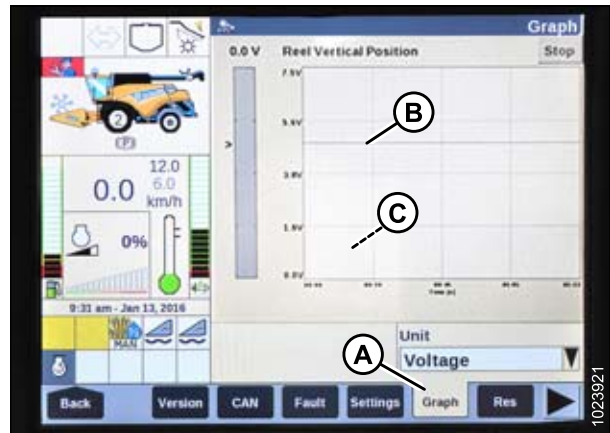 Graph
0.0 V
Reel Vertical Position
Stop
7.5V
5.6V
B
V
3.8V
C
1.9V
0.0V
Time [s]
2
(P)
12.0
0.0
6.0
km/h
0%
9:31 am - Jan 13, 2016
MAN
Unit
A
Voltage
Back
Version
CAN
Fault
Settings
Graph
Res
1023921